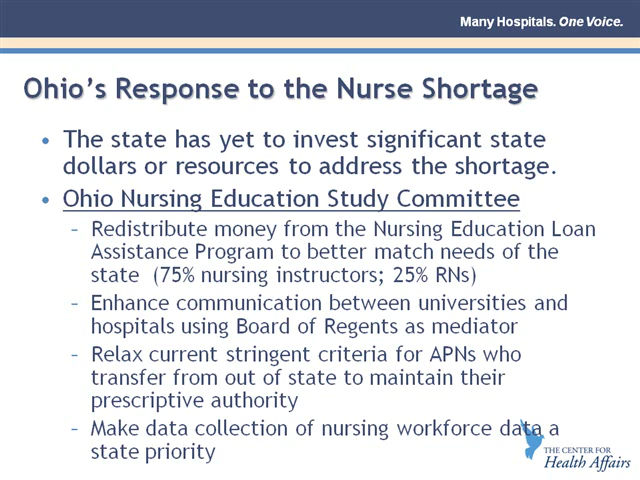 Many Hospitals. One Voice.
Ohio's Response to the Nurse Shortage
• The state has yet to invest significant state
dollars or resources to address the shortage.
• Ohio Nursing Education Study Committee
– Redistribute money from the Nursing Education Loan
Assistance Program to better match needs of the
state (75% nursing instructors; 25% RNs)
– Enhance communication between universities and
hospitals using Board of Regents as mediator
– Relax current stringent criteria for APNs who
transfer from out of state to maintain their
prescriptive authority
– Make data collection of nursing workforce data a
state priority
THE CENTER FOR
Health Affairs